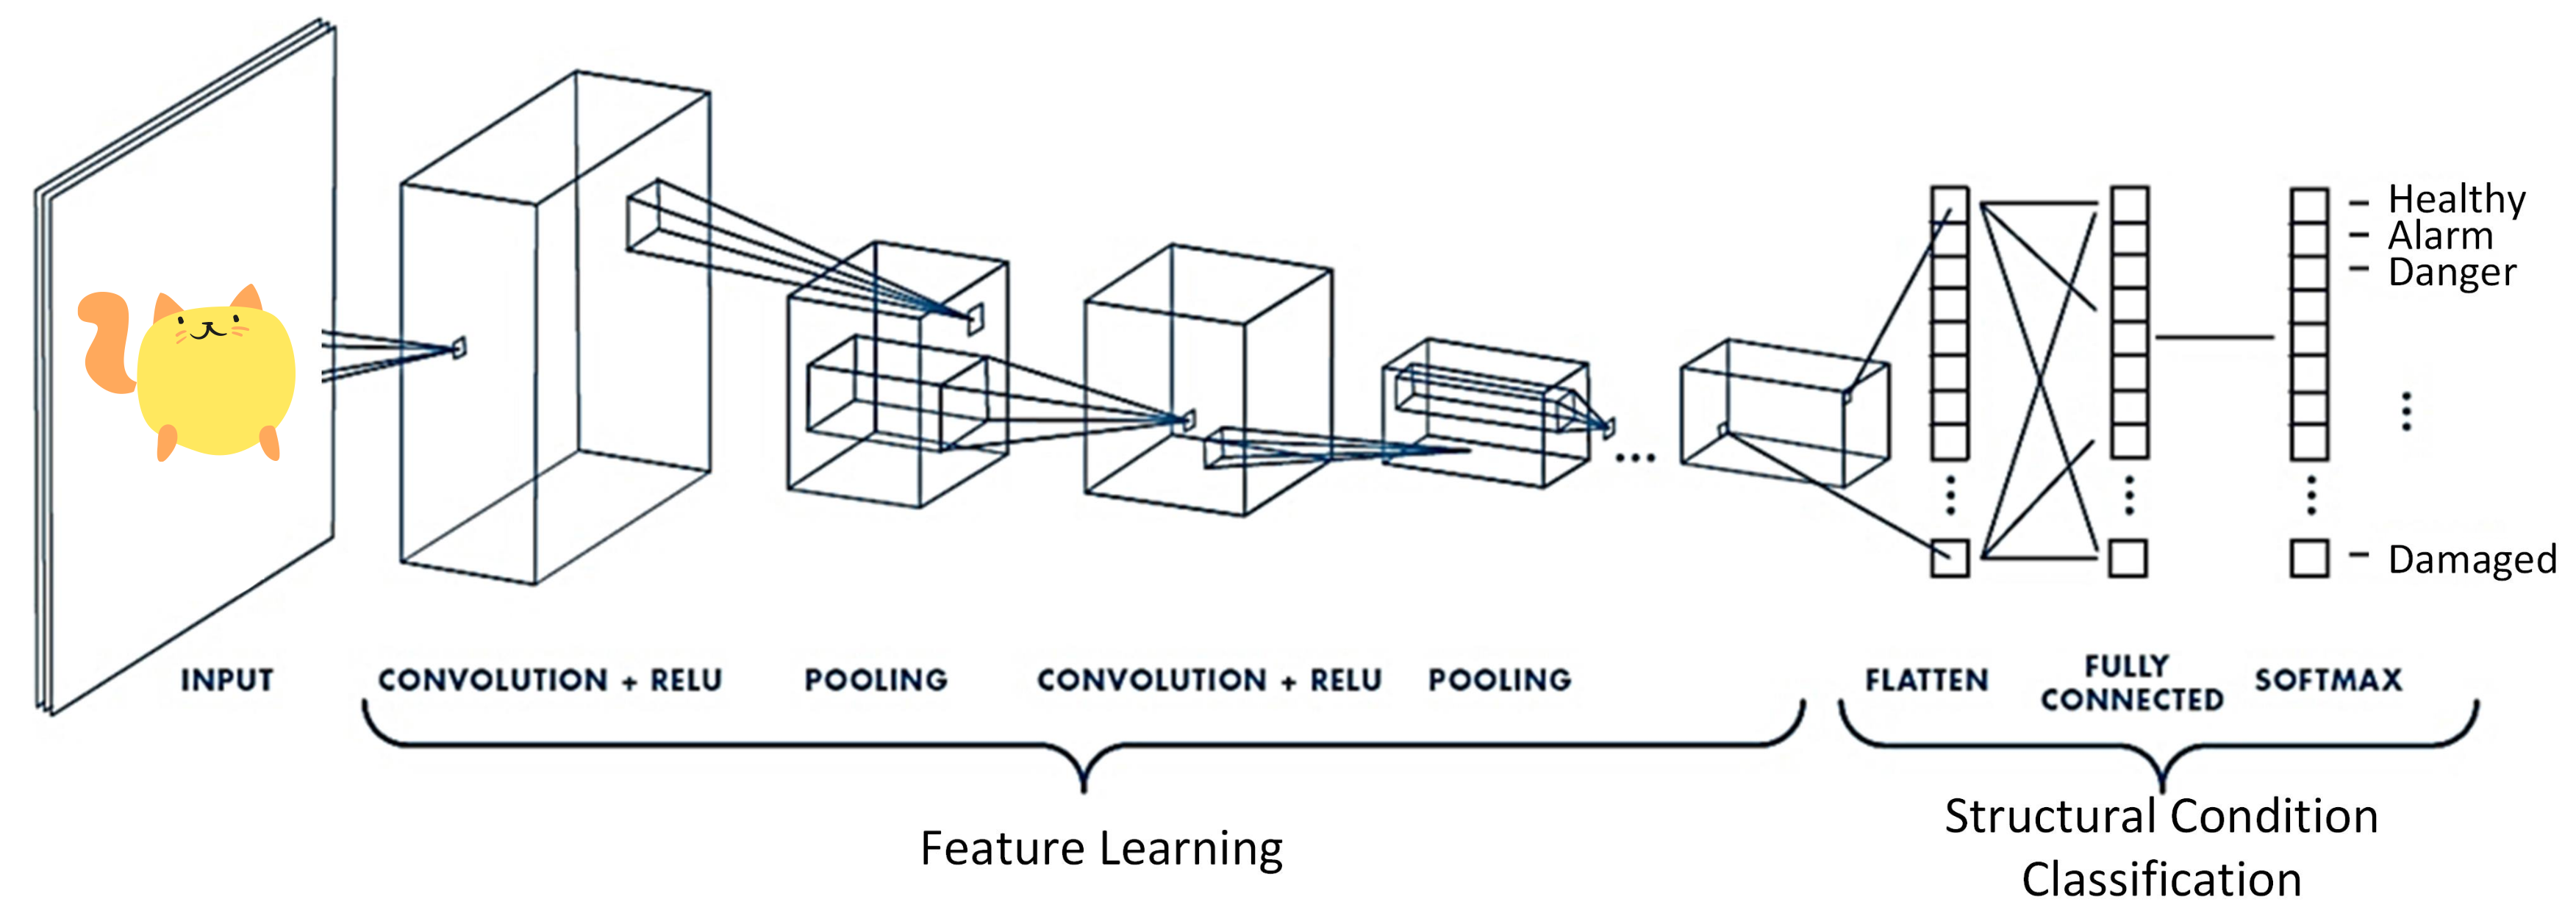 Healthy
Alarm
Danger
Damaged
INPUT
CONVOLUTION + RELU
POOLING
CONVOLUTION + RELU
POOLING
FLATTEN
FULLY
CONNECTED
SOFTMAX
Feature Learning
Structural Condition
Classification